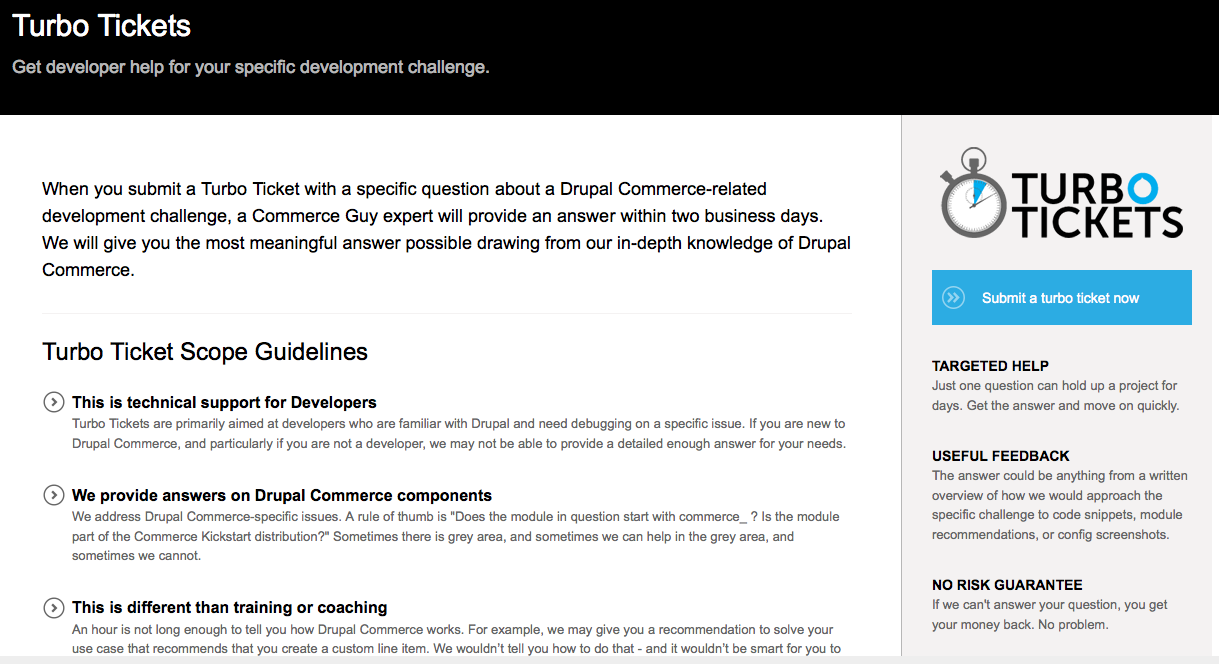 Turbo Tickets
Get developer help for your specific development challenge.
When you submit a Turbo Ticket with a specific question about a Drupal Commerce-related
development challenge, a Commerce Guy expert will provide an answer within two business days.
We will give you the most meaningful answer possible drawing from our in-depth knowledge of Drupal
Commerce.
Turbo Ticket Scope Guidelines
This is technical support for Developers
Turbo Tickets are primarily aimed at developers who are familiar with Drupal and need debugging on a specific issue. If you are new to
Drupal Commerce, and particularly if you are not a developer, we may not be able to provide a detailed enough answer for your needs.
We provide answers on Drupal Commerce components
We address Drupal Commerce-specific issues. A rule of thumb is "Does the module in question start with commerce_ ? Is the module
part of the Commerce Kickstart distribution?" Sometimes there is grey area, and sometimes we can help in the grey area, and
sometimes we cannot.
This is different than training or coaching
An hour is not long enough to tell you how Drupal Commerce works. For example, we may give you a recommendation to solve your
use case that recommends that you create a custom line item. We wouldn't tell you how to do that - and it wouldn't be smart for you to
TURBO
TICKETS
Submit a turbo ticket now
TARGETED HELP
Just one question can hold up a project for
days. Get the answer and move on quickly.
USEFUL FEEDBACK
The answer could be anything from a written
overview of how we would approach the
specific challenge to code snippets, module
recommendations, or config screenshots.
NO RISK GUARANTEE
If we can't answer your question, you get
your money back. No problem.